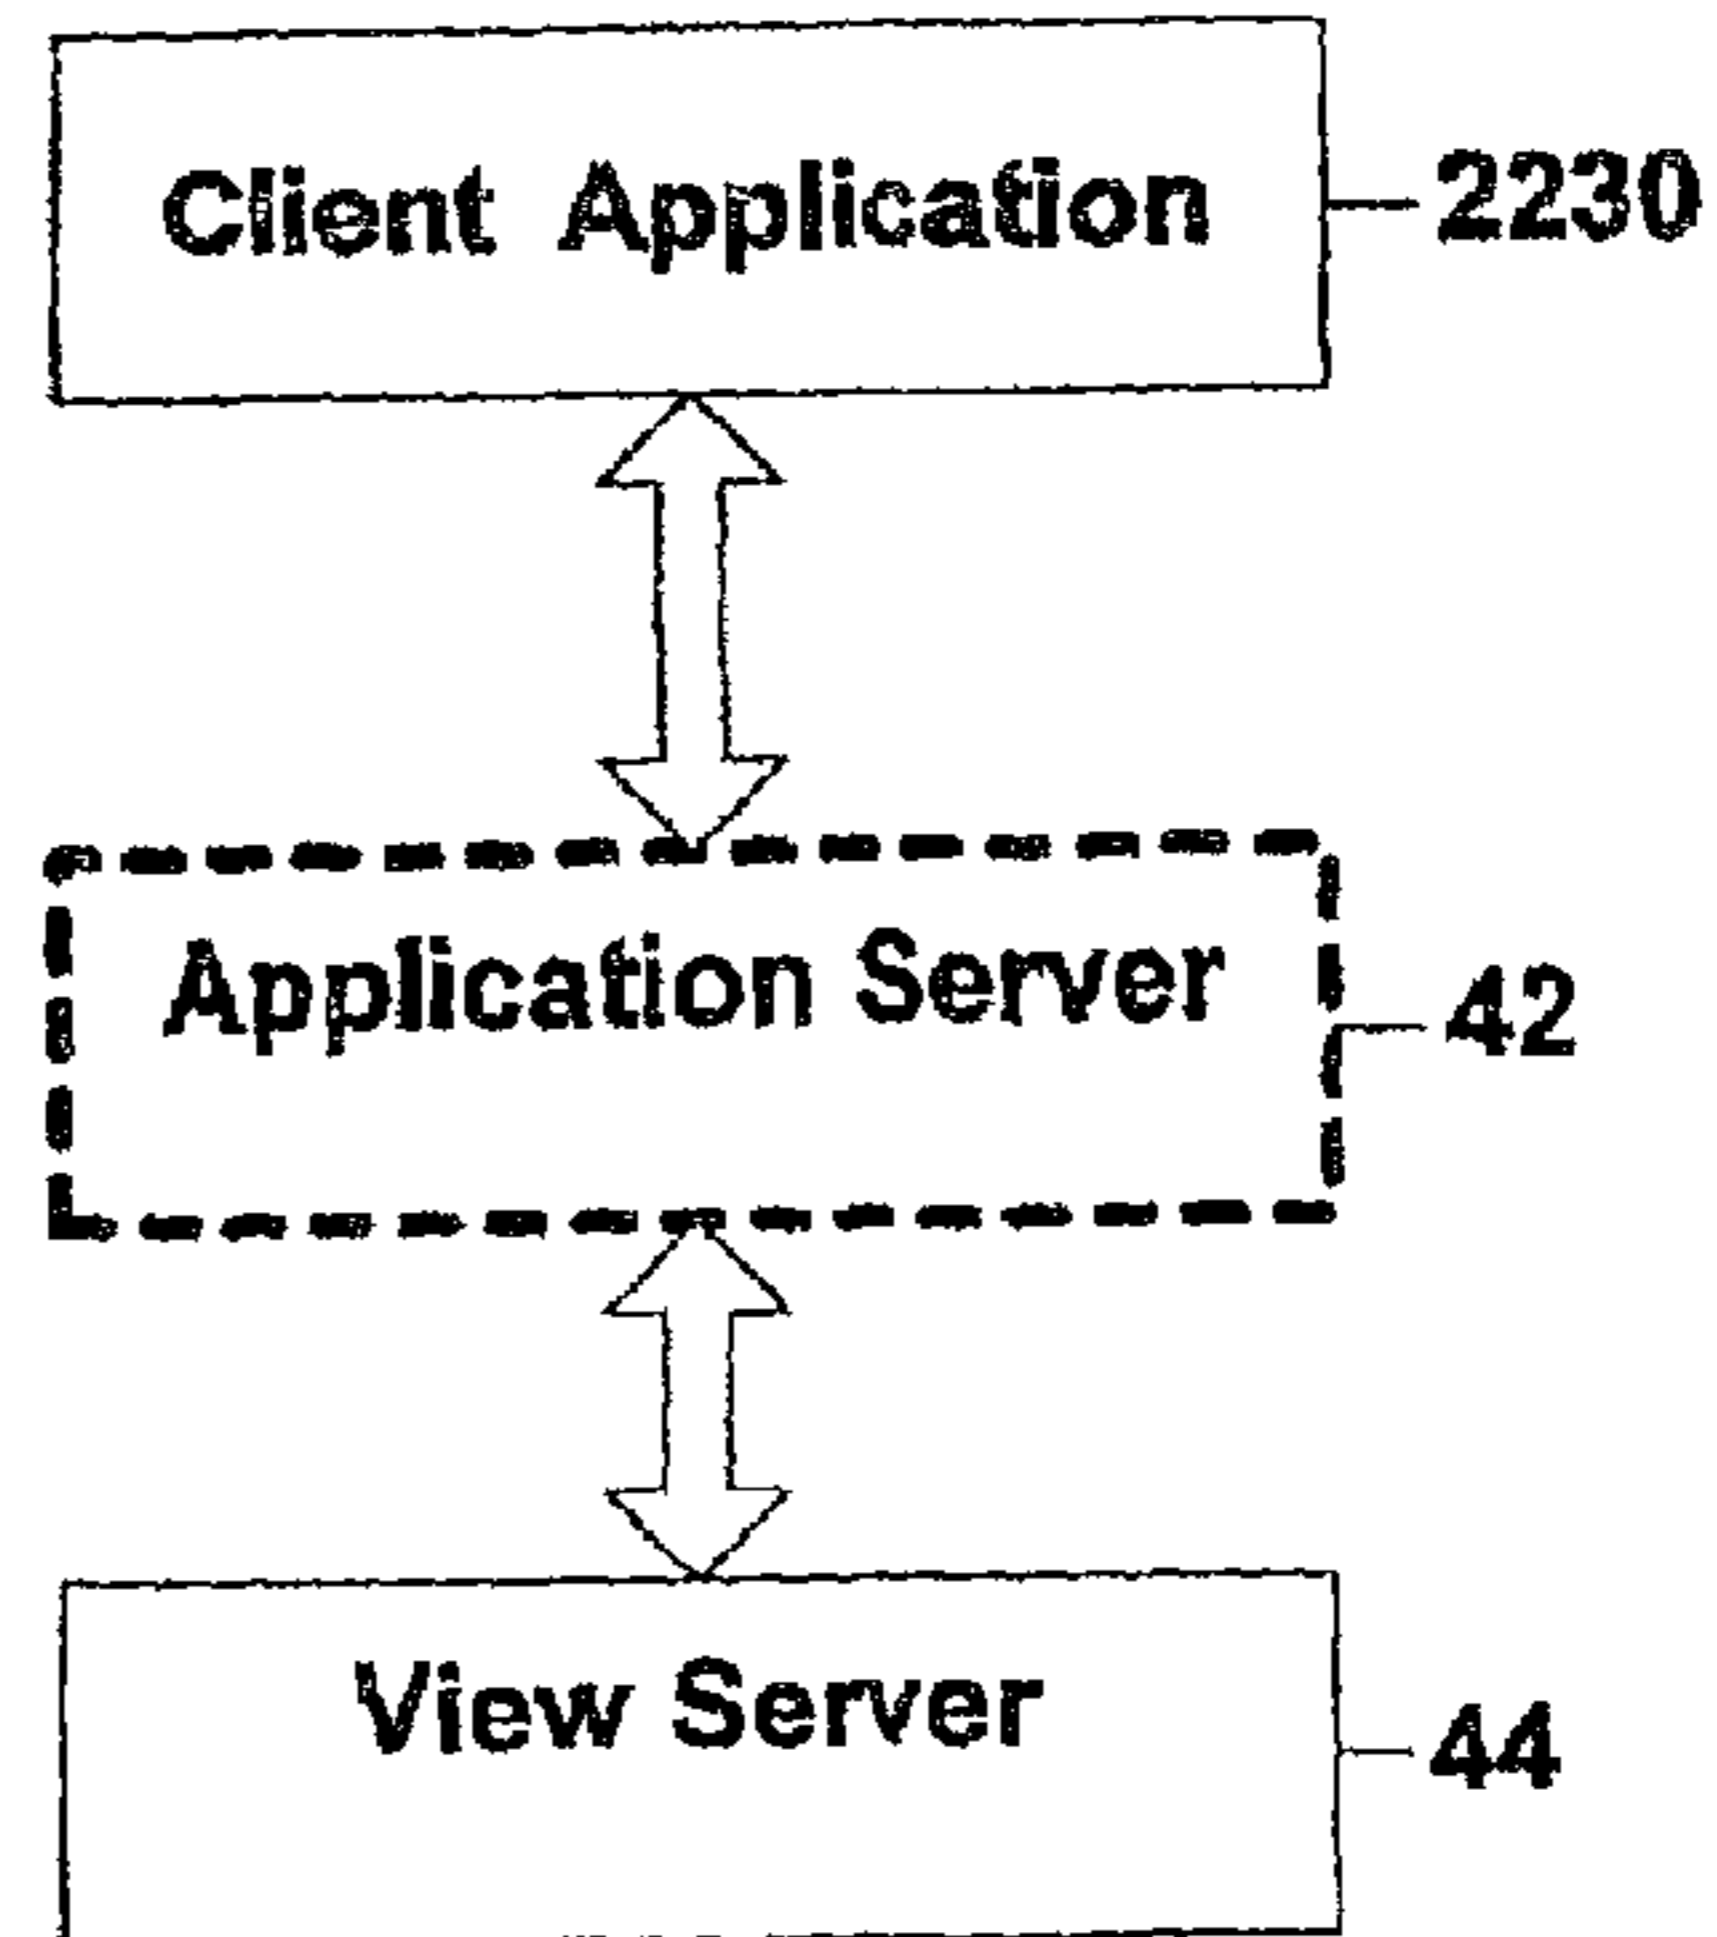 Client Application
2230
Application Server
42
View Server
44